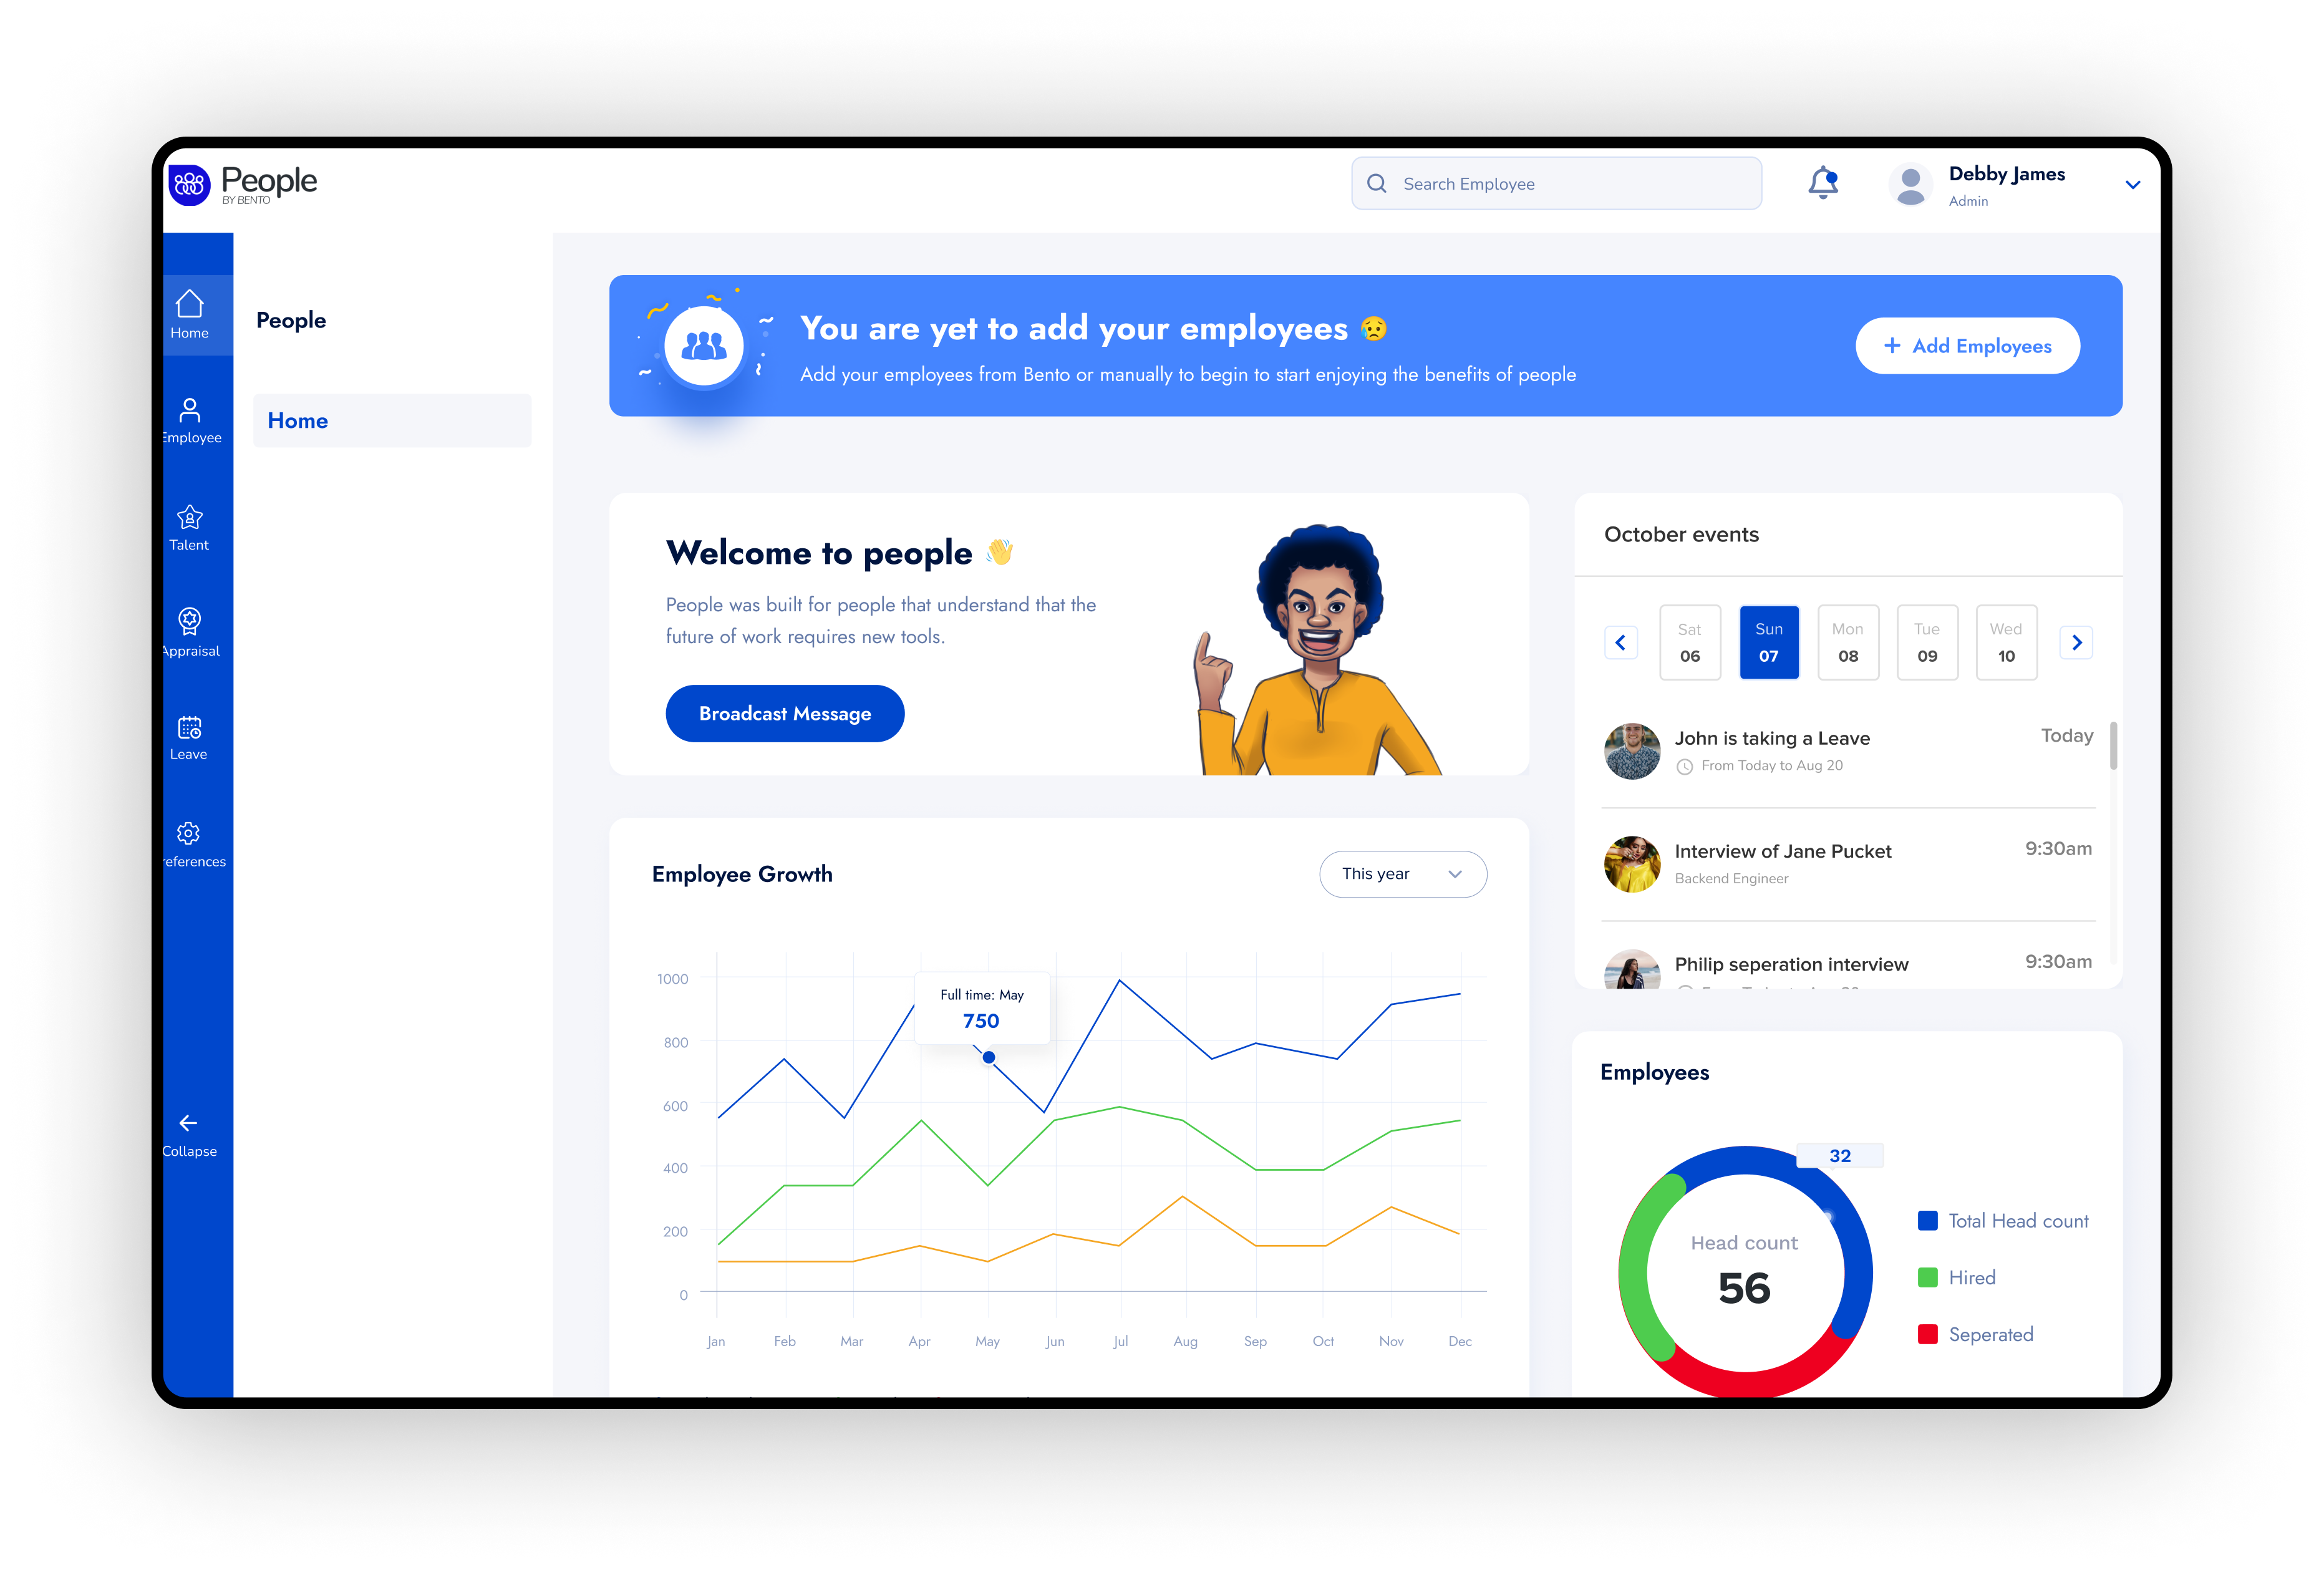 People
BY BENTO
Search Employee
Debby James
Admin
Home
Employee
Talent
Appraisal
Leave
references
Collapse
People
Home
You are yet to add your employees 😥
Add your employees from Bento or manually to begin to start enjoying the benefits of people
+ Add Employees
Welcome to people 👋
People was built for people that understand that the
future of work requires new tools.
Broadcast Message
Employee Growth
This year
1000
800
600
400
200
0
Full time: May
750
Jan Feb Mar Apr May Jun Jul Aug Sep Oct Nov Dec
October events
Sat Sun Mon Tue Wed
06 07 08 09 10
John is taking a Leave
Today
From Today to Aug 20
Interview of Jane Pucket
9:30am
Backend Engineer
Philip seperation interview
9:30am
Employees
32
Head count
56
Total Head count
Hired
Seperated